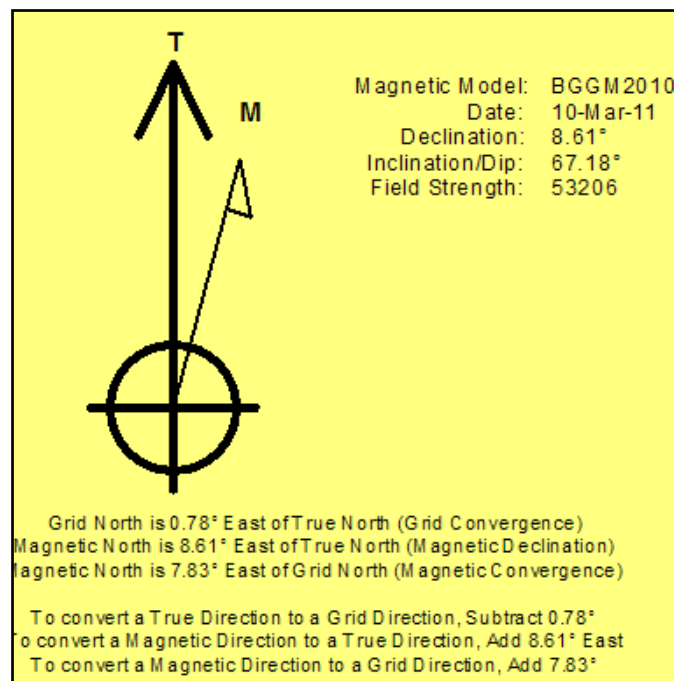 T
M
Magnetic Model: BGGM2010
Date: 10-Mar-11
Declination: 8.61°
Inclination/Dip: 67.18°
Field Strength: 53206
Grid North is 0.78° East of True North (Grid Convergence)
Magnetic North is 8.61° East of True North (Magnetic Declination)
Magnetic North is 7.83° East of Grid North (Magnetic Convergence)
To convert a True Direction to a Grid Direction, Subtract 0.78°
To convert a Magnetic Direction to a True Direction, Add 8.61° East
To convert a Magnetic Direction to a Grid Direction, Add 7.83°